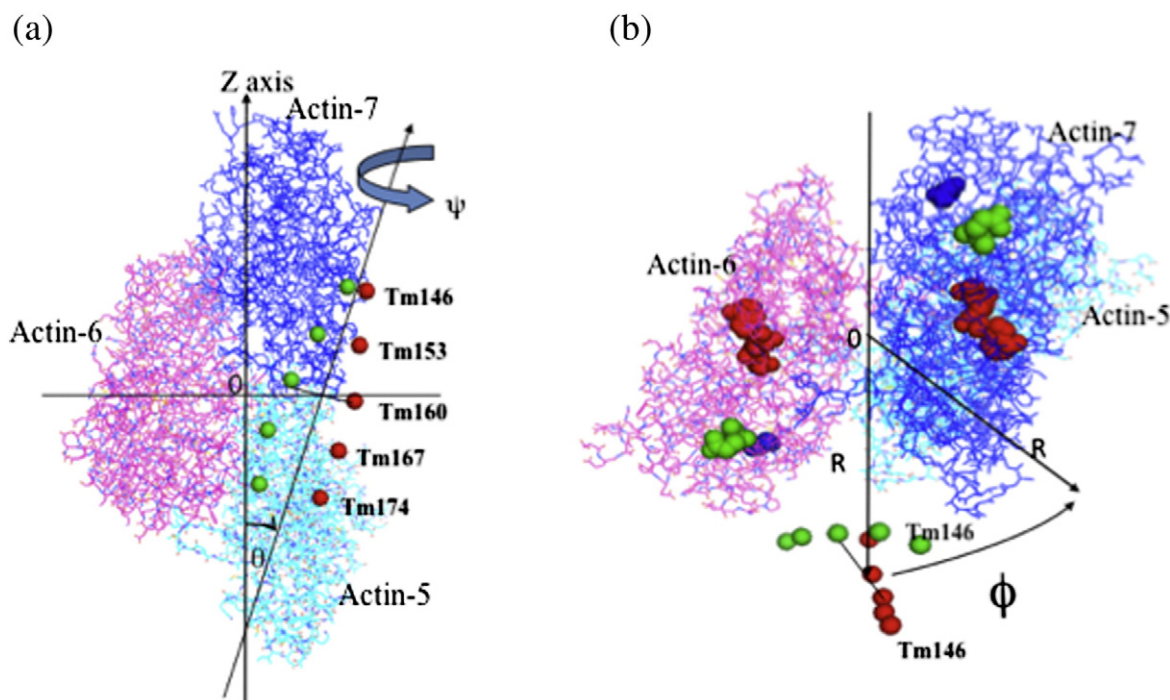 (a)
Z axis
Actin-7
ψ
Tm146
Actin-6
Tm153
0
Tm160
Tm167
Tm174
θ
Actin-5
(b)
Actin-7
Actin-6
Actin-5
0
R
R
Tm146
ϕ
Tm146